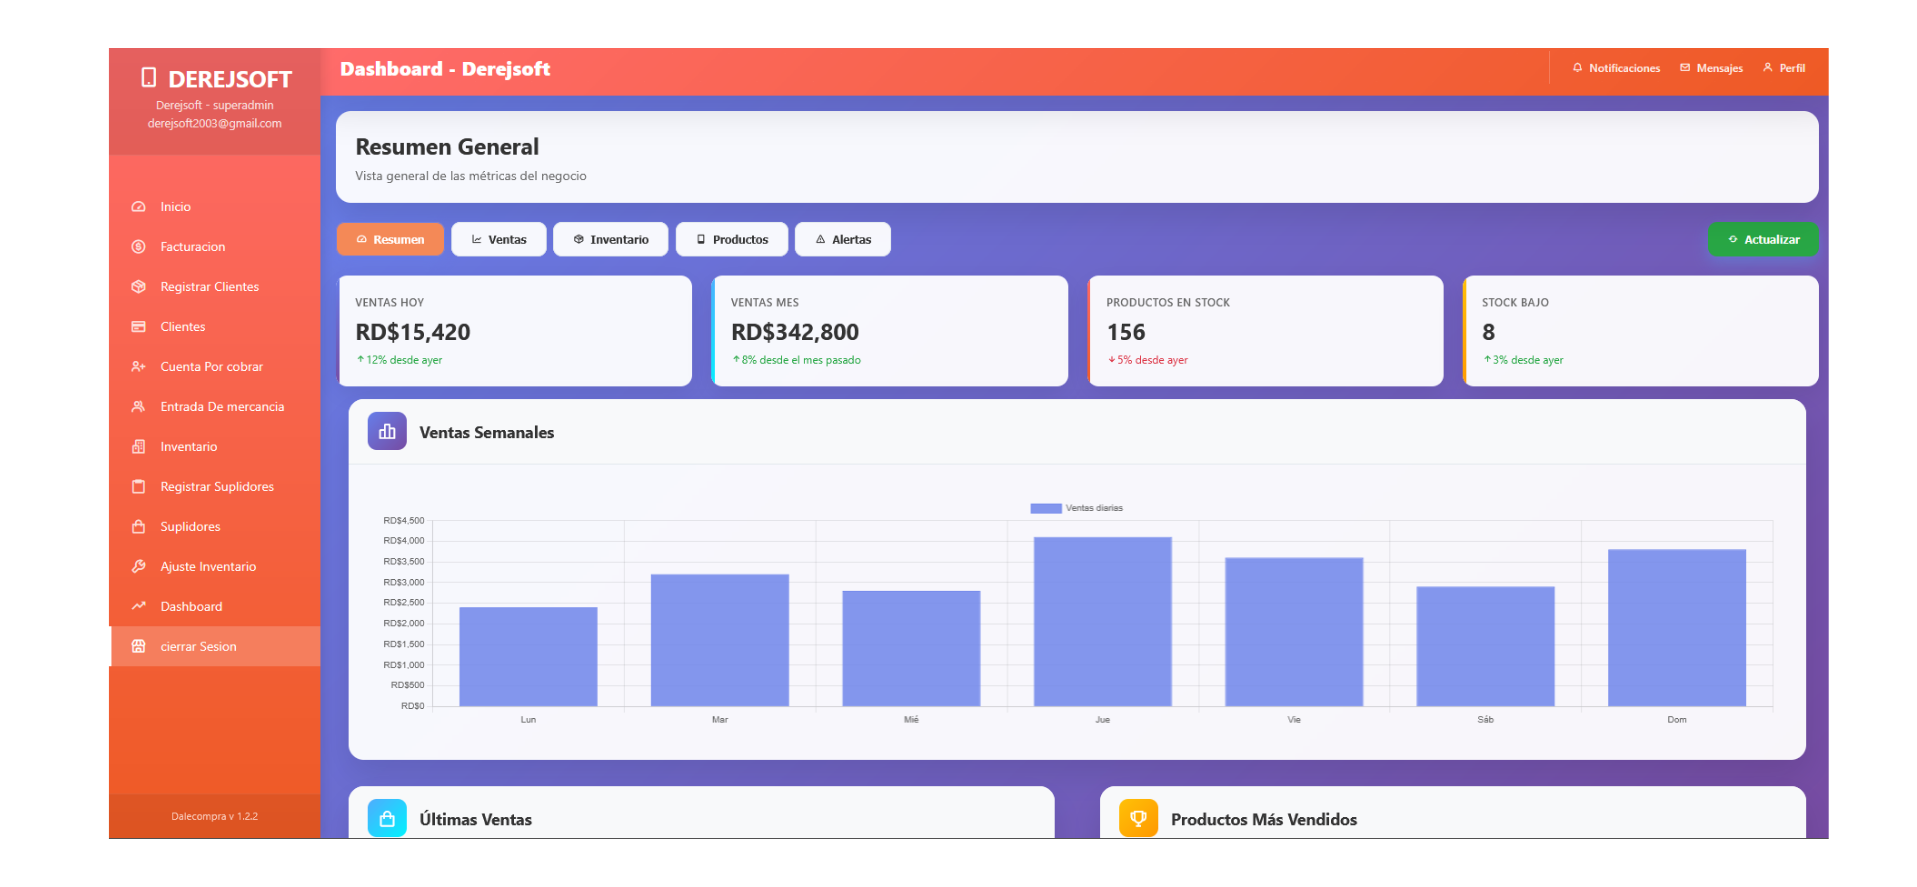 DEREJSOFT
Derejsoft - superadmin
derejsoft2003@gmail.com
Inicio
Facturacion
Registrar Clientes
Clientes
Cuenta Por cobrar
Entrada De mercancia
Inventario
Registrar Suplidores
Suplidores
Ajuste Inventario
Dashboard
cierrar Sesion
Dalecompra v 1.2.2
Dashboard - Derejsoft
Notificaciones Mensajes Perfil
Resumen General
Vista general de las métricas del negocio
Resumen Ventas Inventario Productos Alertas Actualizar
VENTAS HOY
RD$15,420
↑12% desde ayer
VENTAS MES
RD$342,800
↑8% desde el mes pasado
PRODUCTOS EN STOCK
156
↓5% desde ayer
STOCK BAJO
8
↑3% desde ayer
Ventas Semanales
Ventas diarias
RD$4,500
RD$4,000
RD$3,500
RD$3,000
RD$2,500
RD$2,000
RD$1,500
RD$1,000
RD$500
RD$0
Lun Mar Mié Jue Vie Sáb Dom
Últimas Ventas
Productos Más Vendidos